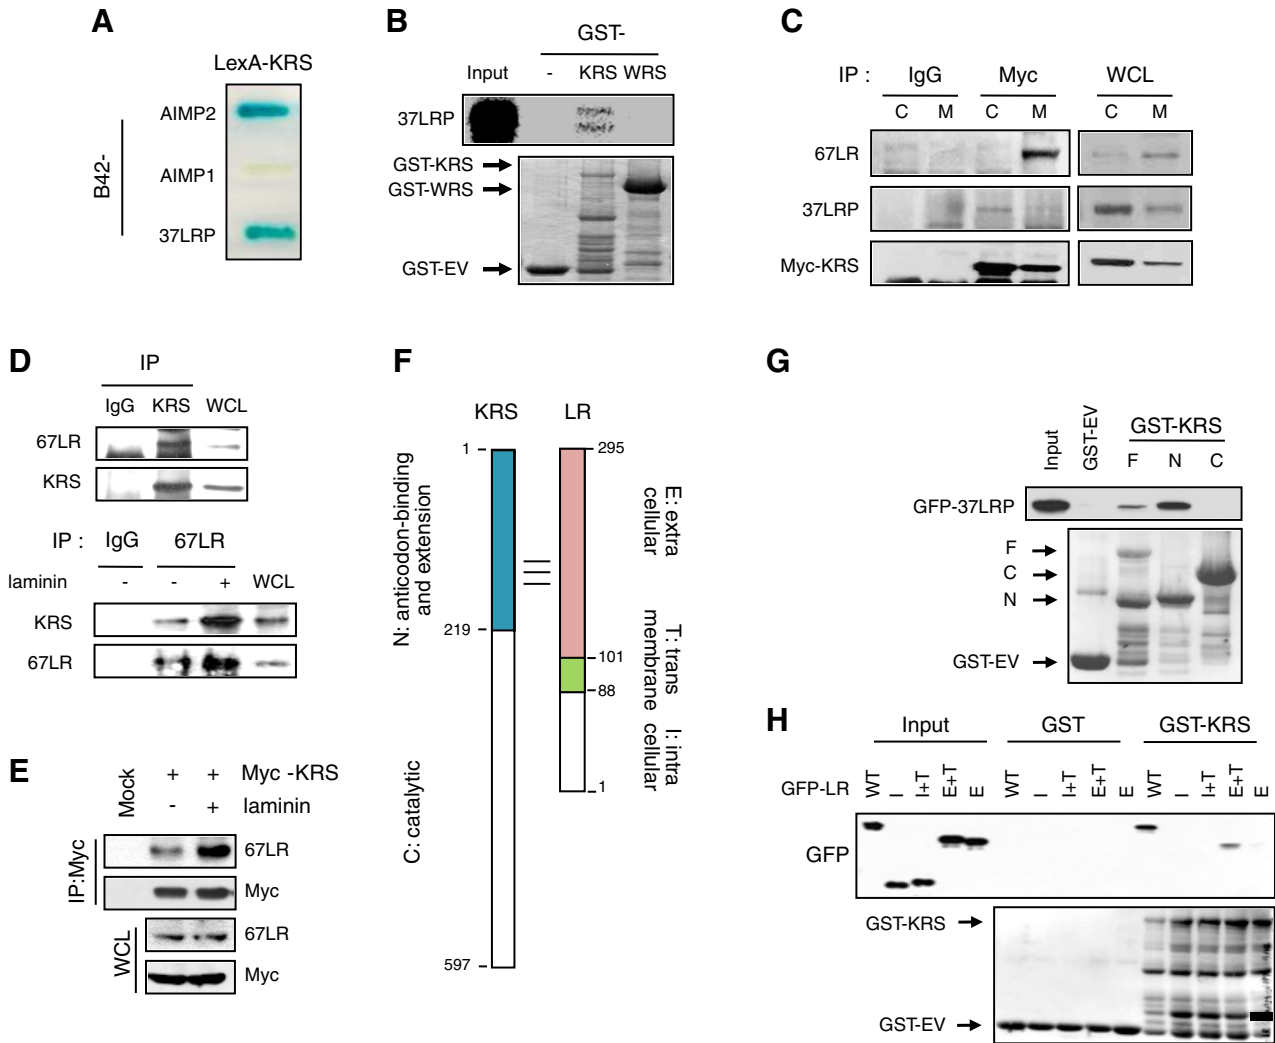 A
LexA-KRS
B42-
AIMP2
AIMP1
37LRP
B
GST-
Input - KRS WRS
37LRP
GST-KRS
GST-WRS
GST-EV
C
IP : IgG Myc WCL
C M C M C M
67LR
37LRP
Myc-KRS
D
IP
IgG KRS WCL
67LR
KRS
IP : IgG 67LR
laminin - - + WCL
KRS
67LR
E
Mock + + Myc -KRS
- + laminin
IP:Myc
67LR
Myc
WCL
67LR
Myc
F
KRS LR
1
219
597
295
101
88
1
N: anticodon-binding
and extension
C: catalytic
E: extra
cellular
T: trans
membrane
I: intra
cellular
G
Input GST-EV GST-KRS
F N C
GFP-37LRP
F
C
N
GST-EV
H
Input GST GST-KRS
GFP-LR WT I I+T E+T E WT I I+T E+T E WT I I+T E+T E
GFP
GST-KRS
GST-EV